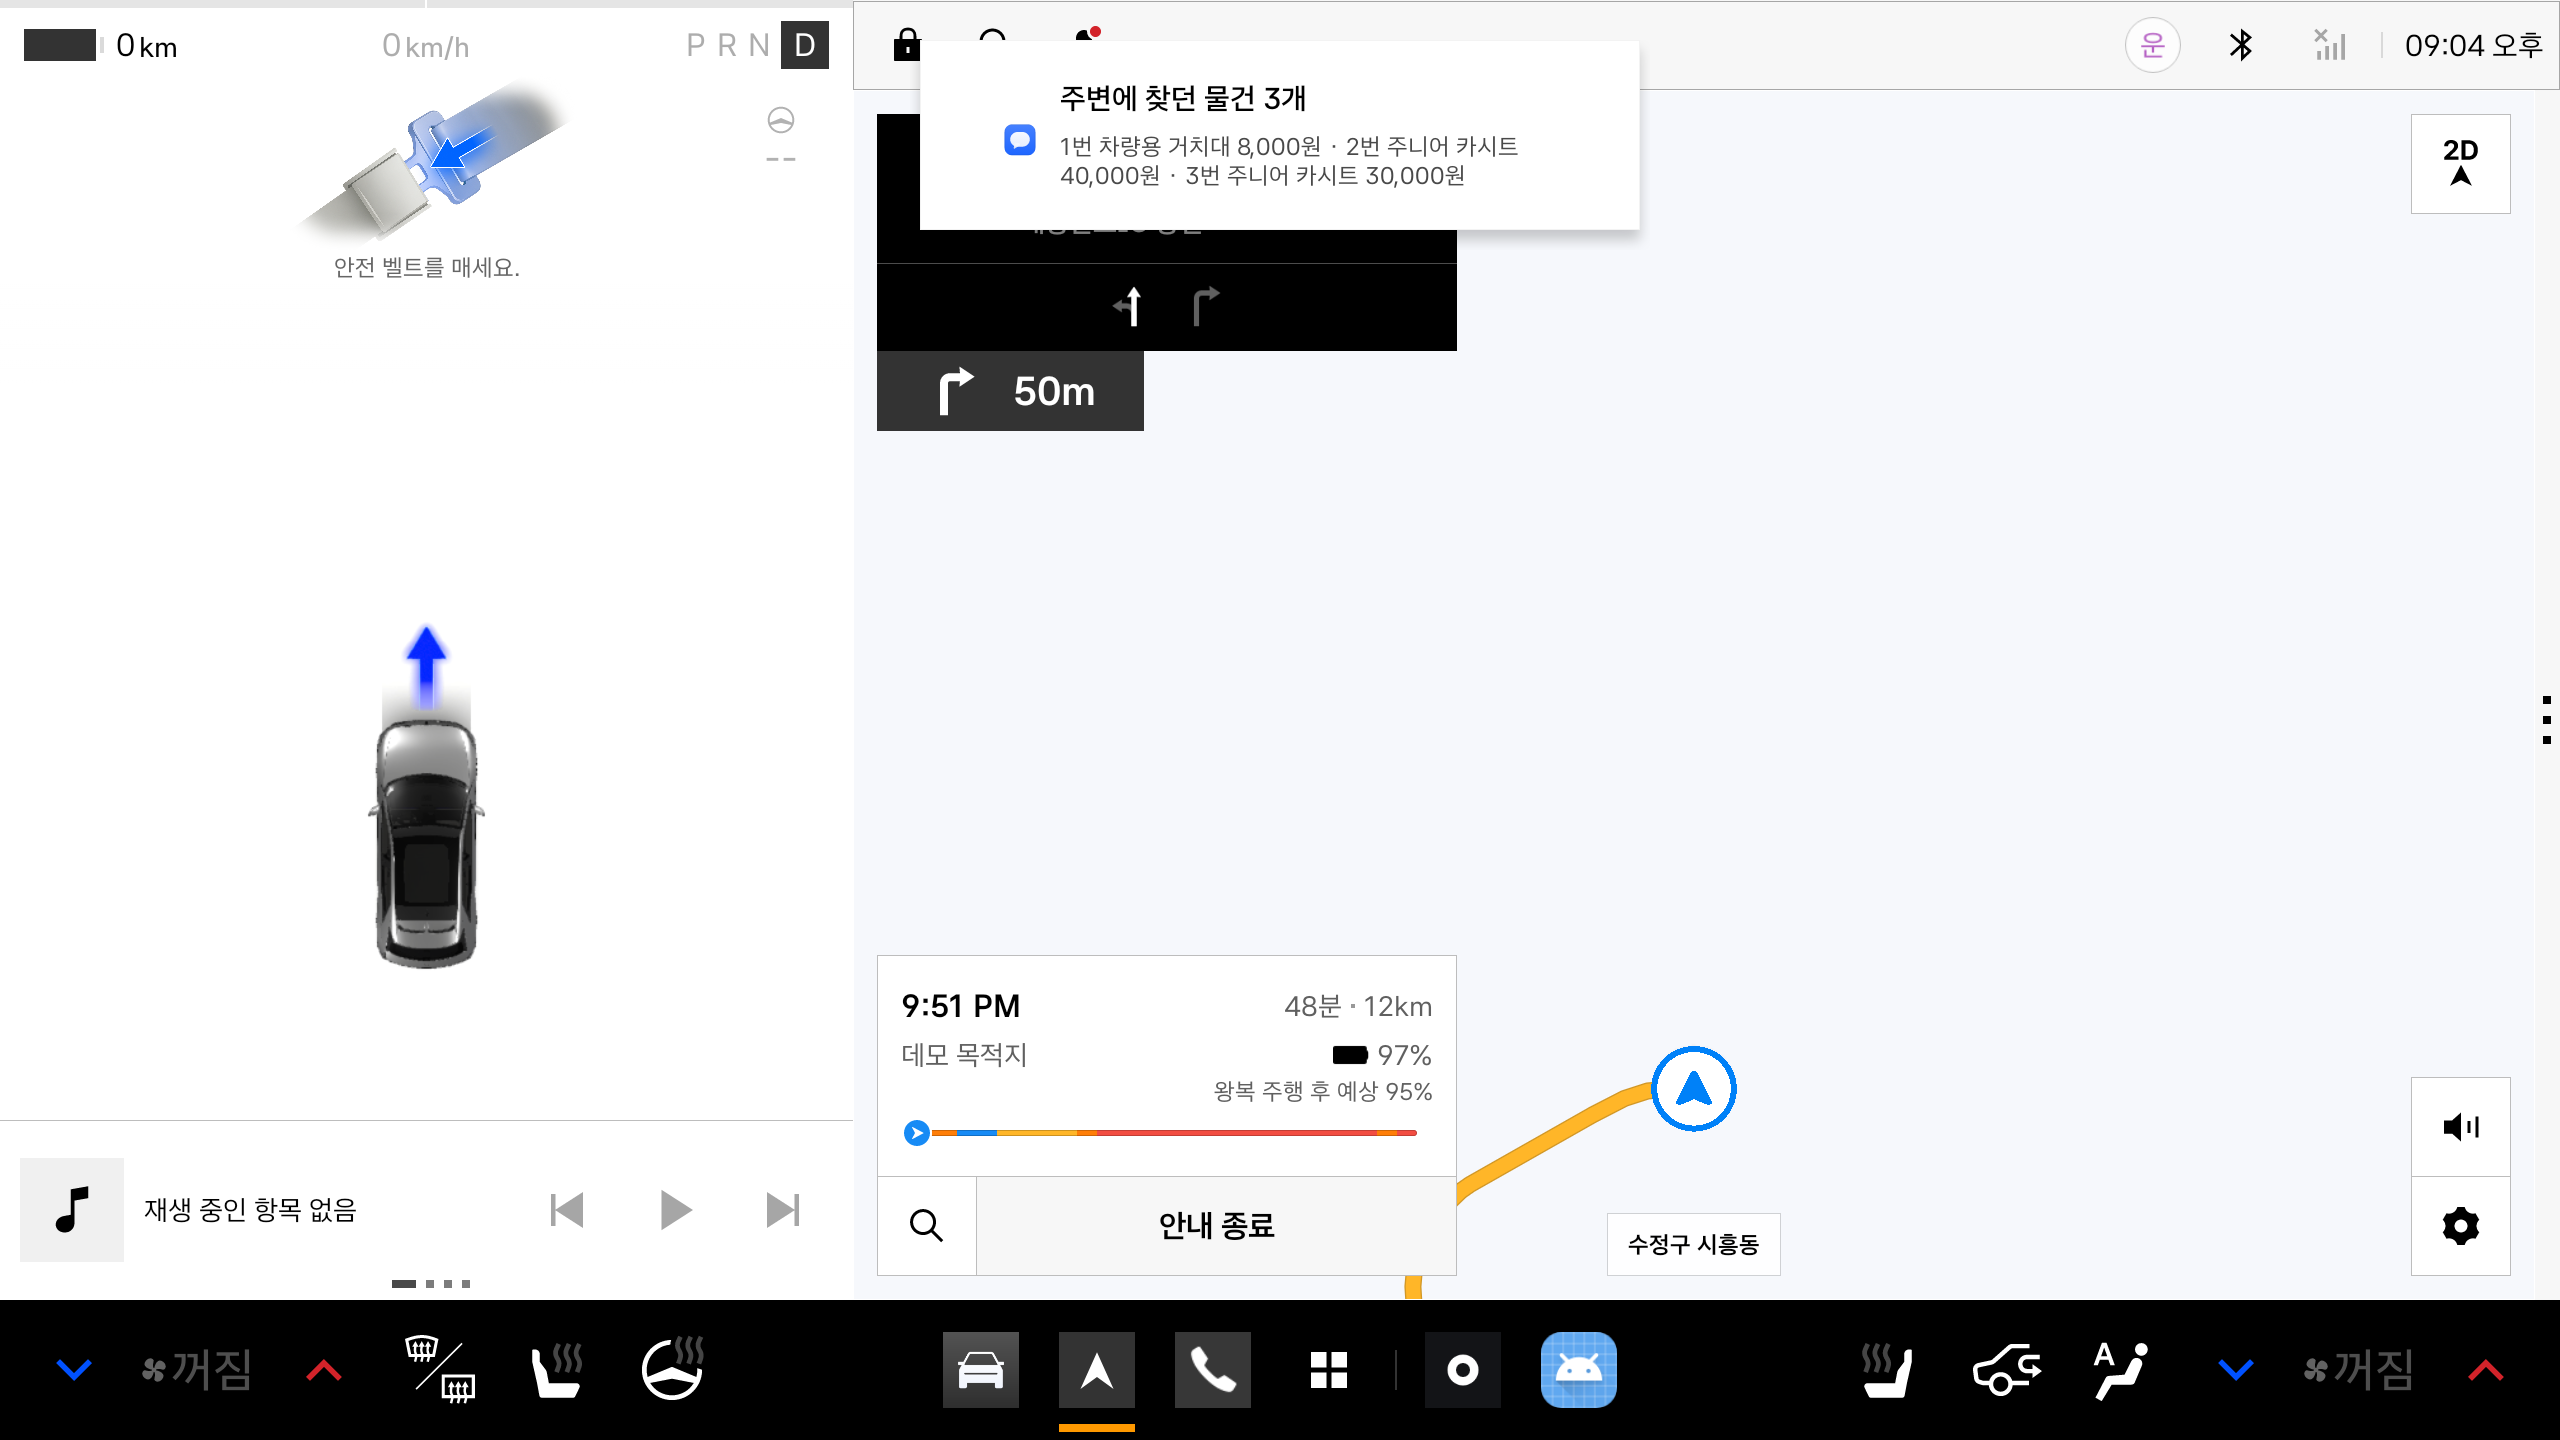 0 km
0 km/h
P R N D
안전 벨트를 매세요.
재생 중인 항목 없음
09:04 오후
운
주변에 찾던 물건 3개
1번 차량용 거치대 8,000원 · 2번 주니어 카시트
40,000원 · 3번 주니어 카시트 30,000원
50m
2D
9:51 PM
48분 · 12km
데모 목적지
97%
왕복 주행 후 예상 95%
안내 종료
수정구 시흥동
꺼짐
A
꺼짐